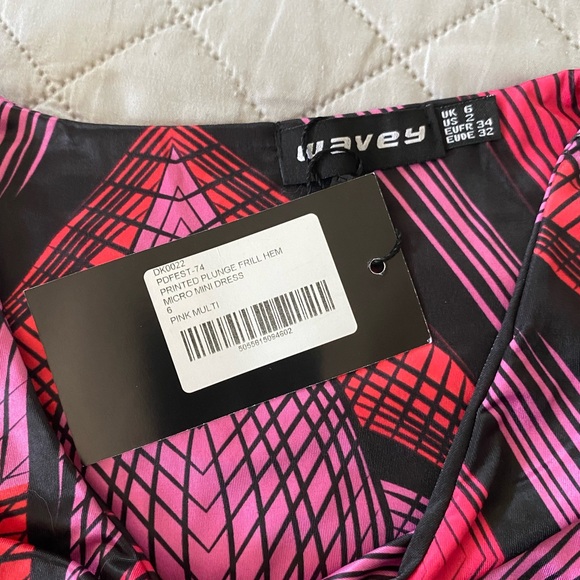 wavey
UK 6
US 2
EUFR 34
EUDE 32
DK0022
PDFEST-74
PRINTED PLUNGE FRILL HEM
MICRO MINI DRESS
6
PINK MULTI
5055815094602